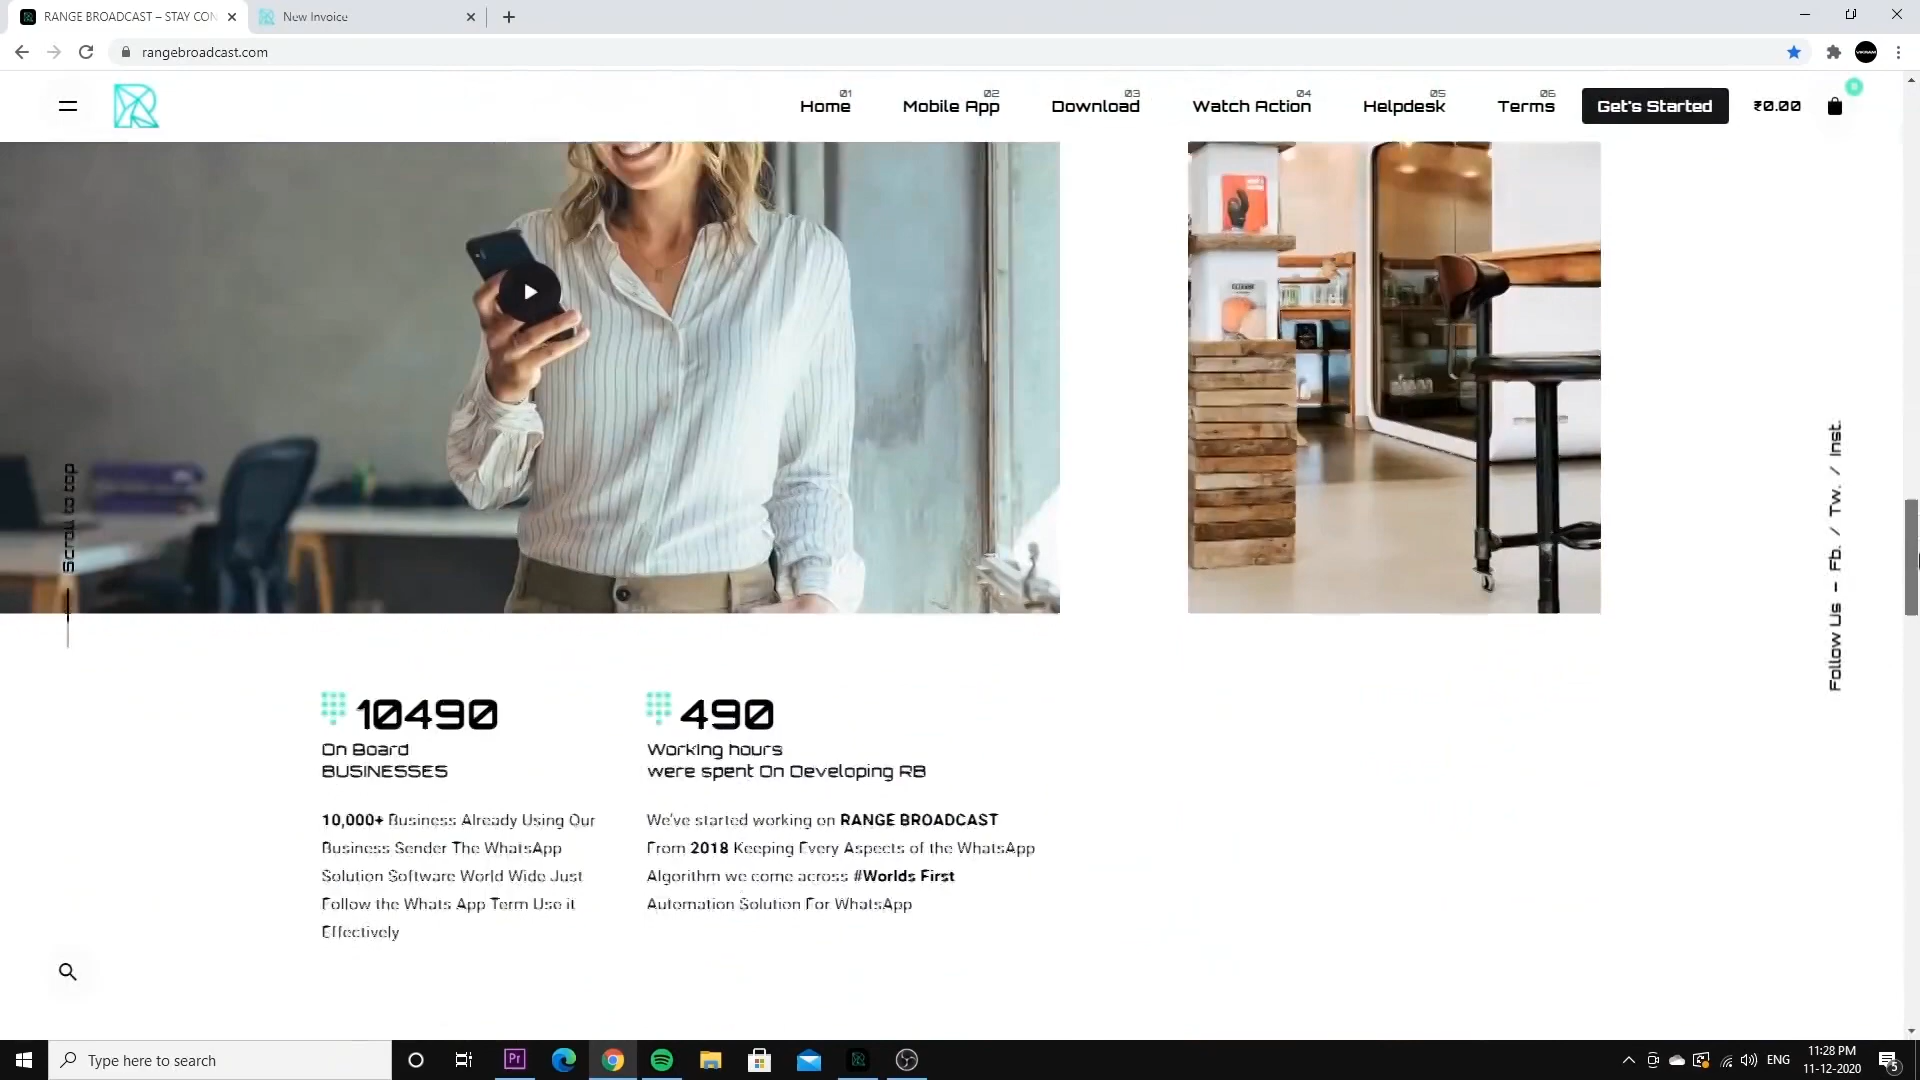 RANGE BROADCAST – STAY CON
New Invoice
rangebroadcast.com
01
Home
02
Mobile App
03
Download
04
Watch Action
05
Helpdesk
06
Terms
Get's Started
₹0.00
0
Scroll to top
Follow Us – Fb. / Tw. / Inst.
10490
On Board
BUSINESSES
10,000+ Business Already Using Our
Business Sender The WhatsApp
Solution Software World Wide Just
Follow the Whats App Term Use it
Effectively
490
Working hours
were spent On Developing RB
We've started working on RANGE BROADCAST
From 2018 Keeping Every Aspects of the WhatsApp
Algorithm we come across #Worlds First
Automation Solution For WhatsApp
Type here to search
Pr
ENG
11:28 PM
11-12-2020
5